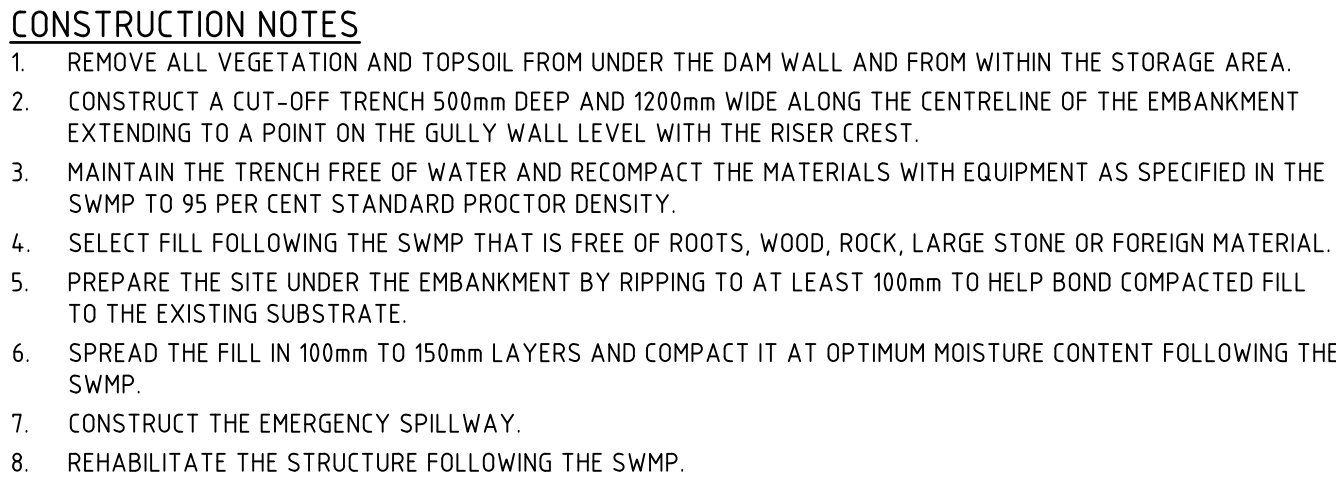 CONSTRUCTION NOTES
1. REMOVE ALL VEGETATION AND TOPSOIL FROM UNDER THE DAM WALL AND FROM WITHIN THE STORAGE AREA.
2. CONSTRUCT A CUT-OFF TRENCH 500mm DEEP AND 1200mm WIDE ALONG THE CENTRELINE OF THE EMBANKMENT
EXTENDING TO A POINT ON THE GULLY WALL LEVEL WITH THE RISER CREST.
3. MAINTAIN THE TRENCH FREE OF WATER AND RECOMPACT THE MATERIALS WITH EQUIPMENT AS SPECIFIED IN THE
SWMP TO 95 PER CENT STANDARD PROCTOR DENSITY.
4. SELECT FILL FOLLOWING THE SWMP THAT IS FREE OF ROOTS, WOOD, ROCK, LARGE STONE OR FOREIGN MATERIAL.
5. PREPARE THE SITE UNDER THE EMBANKMENT BY RIPPING TO AT LEAST 100mm TO HELP BOND COMPACTED FILL
TO THE EXISTING SUBSTRATE.
6. SPREAD THE FILL IN 100mm TO 150mm LAYERS AND COMPACT IT AT OPTIMUM MOISTURE CONTENT FOLLOWING THE
SWMP.
7. CONSTRUCT THE EMERGENCY SPILLWAY.
8. REHABILITATE THE STRUCTURE FOLLOWING THE SWMP.